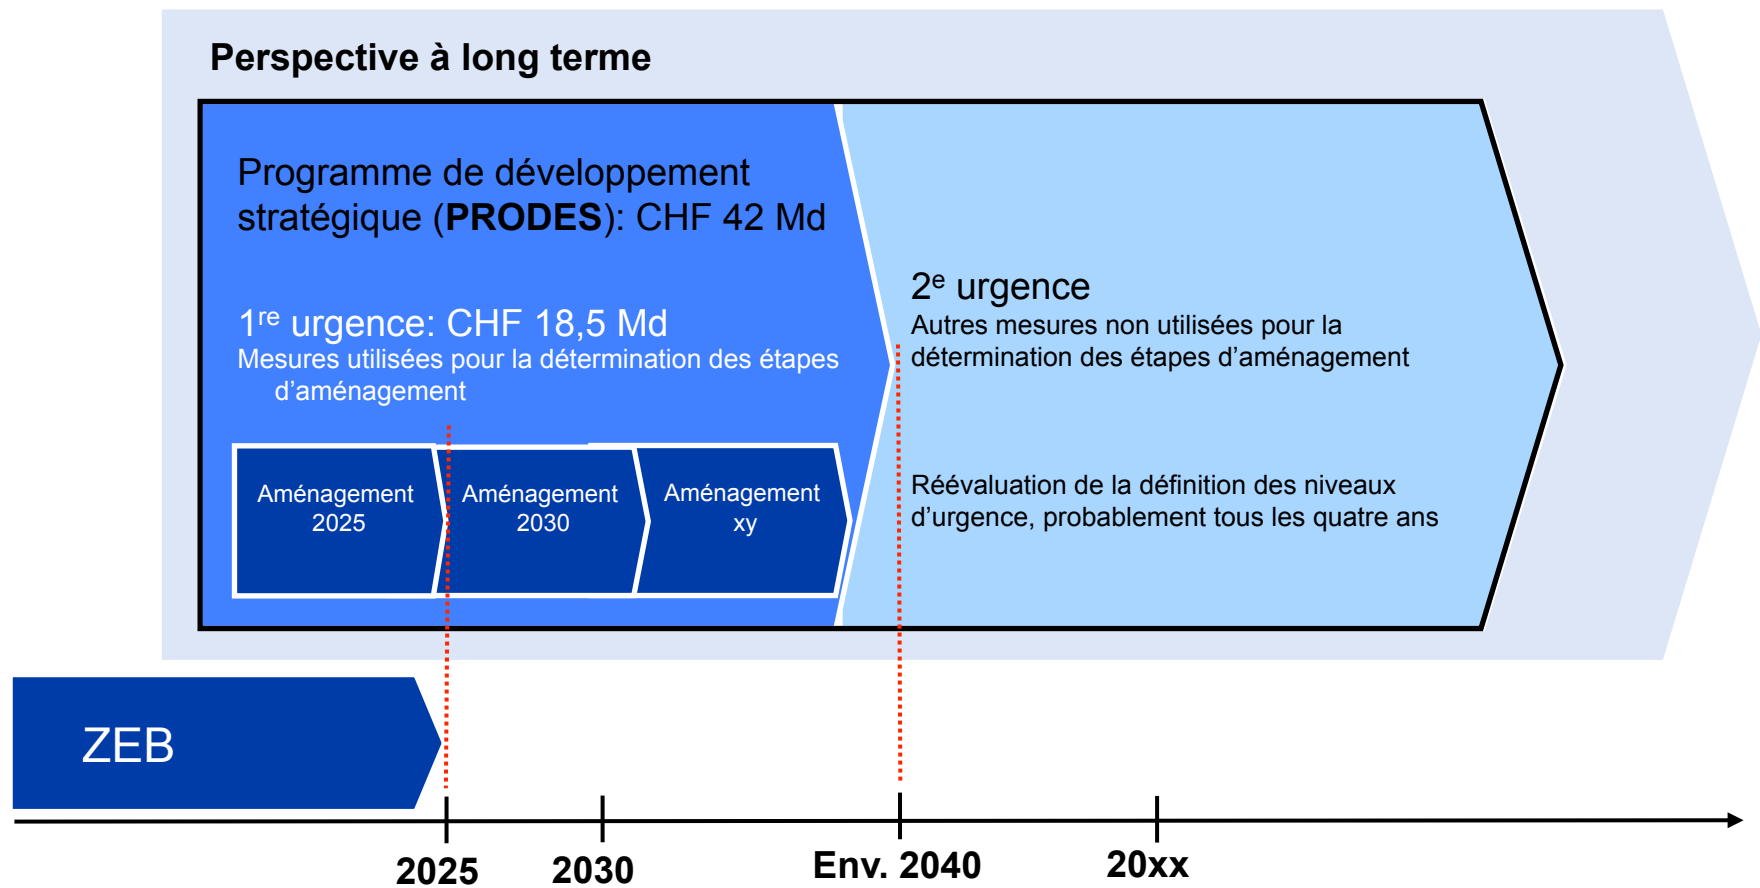 Perspective à long terme
Programme de développement
stratégique (PRODES): CHF 42 Md
1re urgence: CHF 18,5 Md
Mesures utilisées pour la détermination des étapes
d’aménagement
Aménagement
2025
Aménagement
2030
Aménagement
xy
2e urgence
Autres mesures non utilisées pour la
détermination des étapes d’aménagement
Réévaluation de la définition des niveaux
d’urgence, probablement tous les quatre ans
ZEB
2025
2030
Env. 2040
20xx